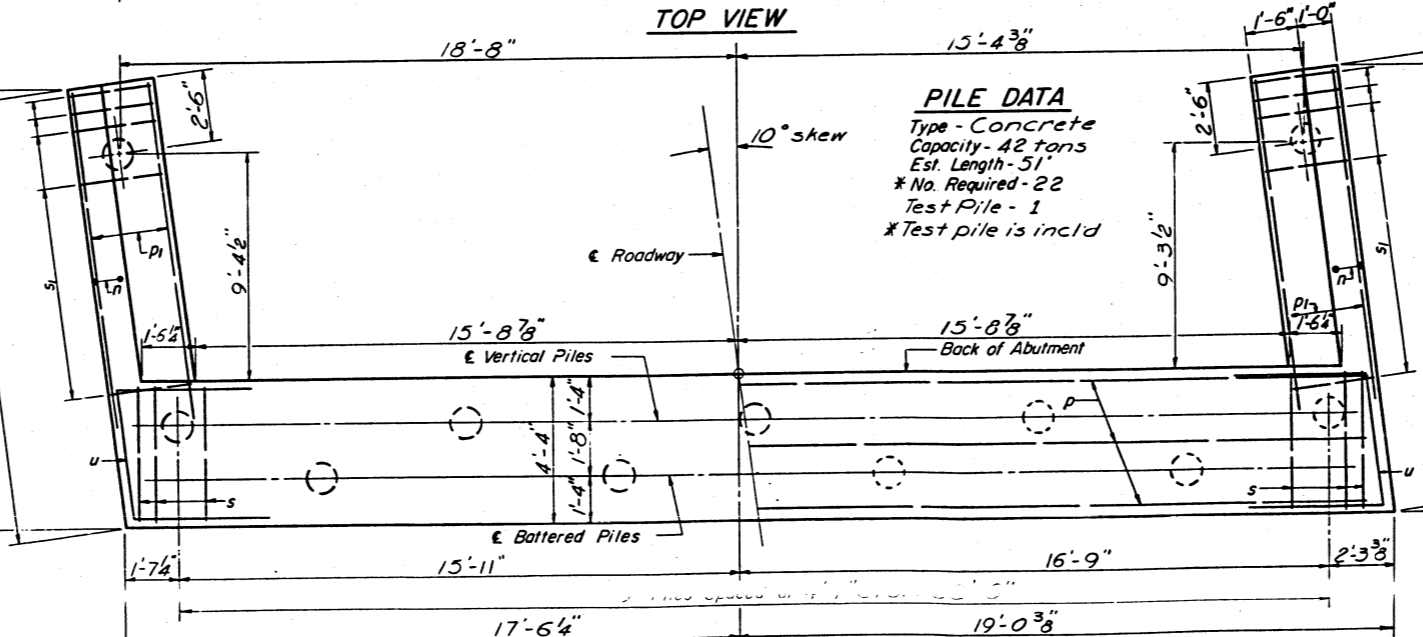 TOP VIEW
1'-6" 1'-0"
18'-8" 15'-4 3/8"
2'-6" 2'-6"
PILE DATA
Type - Concrete
Capacity - 42 tons
Est. Length - 51'
* No. Required - 22
Test Pile - 1
* Test pile is incl'd
10° skew
℄ Roadway
p1
n
s1
9'-4 1/2"
9'-3 1/2"
n
s1
p1
1'-6 1/4" 15'-8 7/8" 15'-8 7/8" 1'-6 1/4"
℄ Vertical Piles
Back of Abutment
4'-4"
1'-4"
1'-8"
1'-4"
p
u
s
s
u
℄ Battered Piles
1'-7 1/4" 15'-11" 16'-9" 2'-3 3/8"
Piles spaced at
17'-6 1/4" 19'-0 3/8"